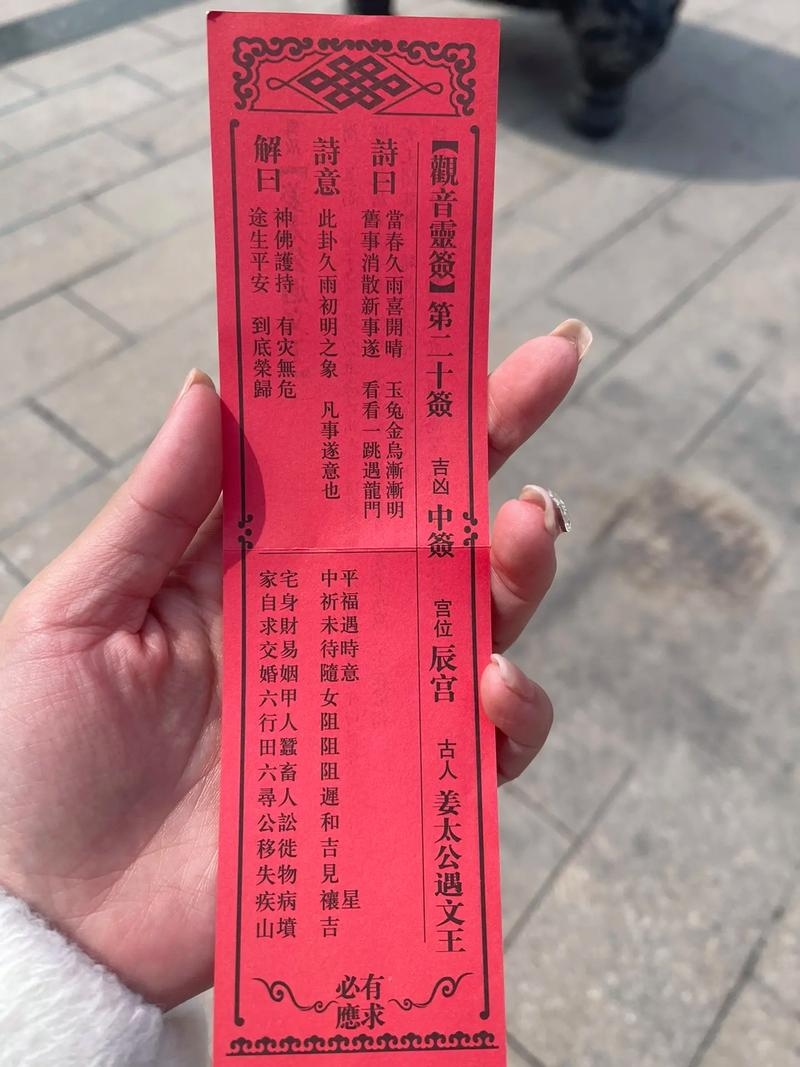 【觀音靈簽】第二十簽 吉凶 中簽 宫位 辰宫 古人 姜太公遇文王
詩曰
當春久雨喜開晴 玉兔金烏漸漸明
舊事消散新事遂 看看一跳遇龍門
詩意
此卦久雨初明之象 凡事遂意也
解曰
神佛護持 有灾無危
途生平安 到底榮歸
家宅 中平
自身 祈福
求財 未遇
交易 待時
婚姻 隨意
六甲 女
行人 阻
田蠶 阻
六畜 阻
尋人 遲
公訟 和
移徙 吉
失物 見
疾病 禳星
山墳 吉
有求
必應